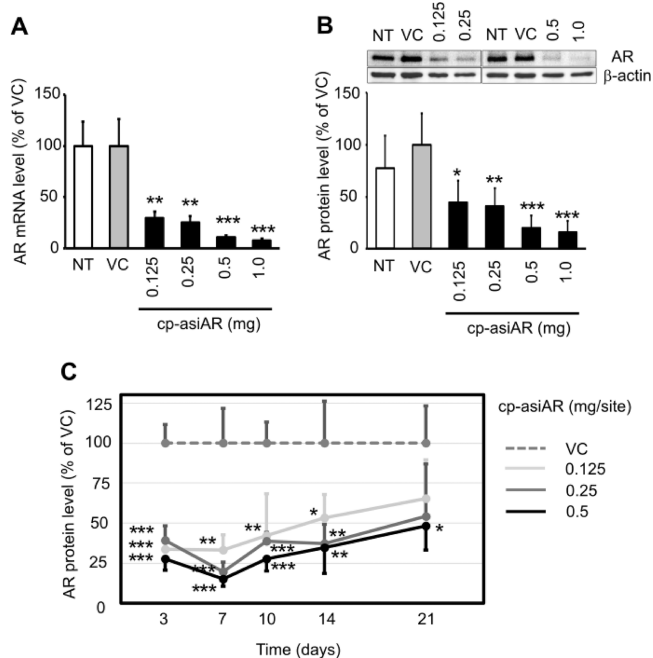 A
AR mRNA level (% of VC)
150
100
50
0
**
**
***
***
NT VC 0.125 0.25 0.5 1.0
cp-asiAR (mg)
B
NT VC 0.125 0.25 NT VC 0.5 1.0
AR
β-actin
AR protein level (% of VC)
150
100
50
0
*
**
***
***
NT VC 0.125 0.25 0.5 1.0
cp-asiAR (mg)
C
AR protein level (% of VC)
125
100
75
50
25
0
***
***
***
**
***
***
**
***
***
*
**
**
*
3 7 10 14 21
Time (days)
cp-asiAR (mg/site)
VC
0.125
0.25
0.5